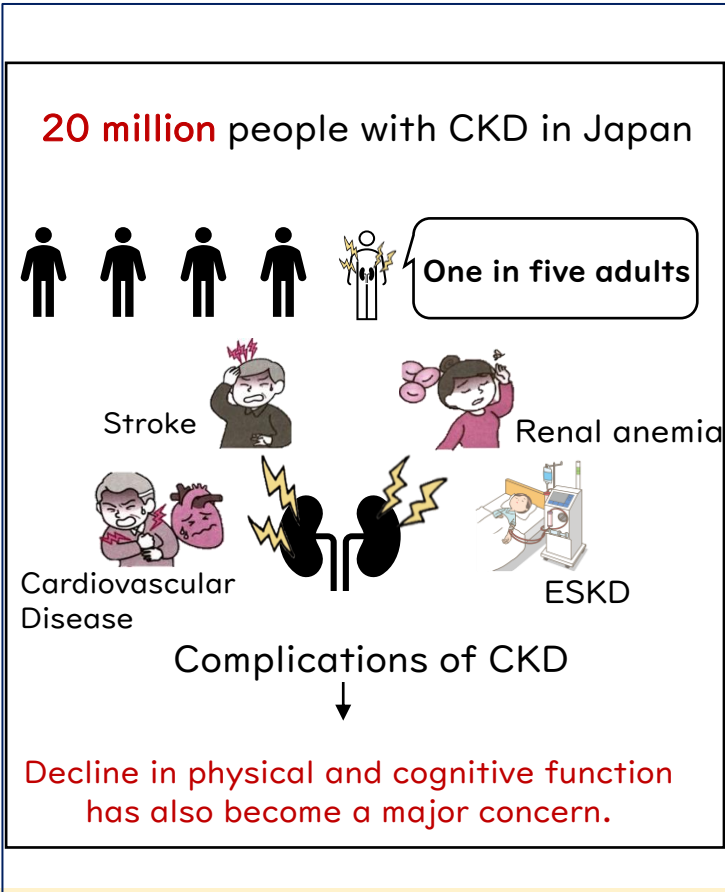 20 million people with CKD in Japan
One in five adults
Stroke
Renal anemia
Cardiovascular
Disease
ESKD
Complications of CKD
Decline in physical and cognitive function
has also become a major concern.